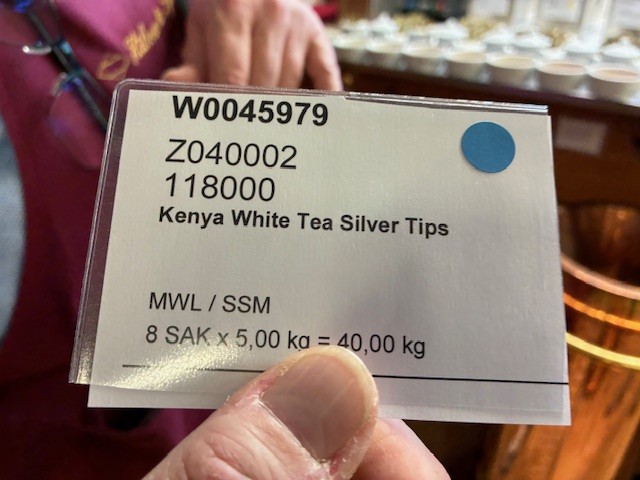 W0045979
Z040002
118000
Kenya White Tea Silver Tips
MWL / SSM
8 SAK x 5,00 kg = 40,00 kg